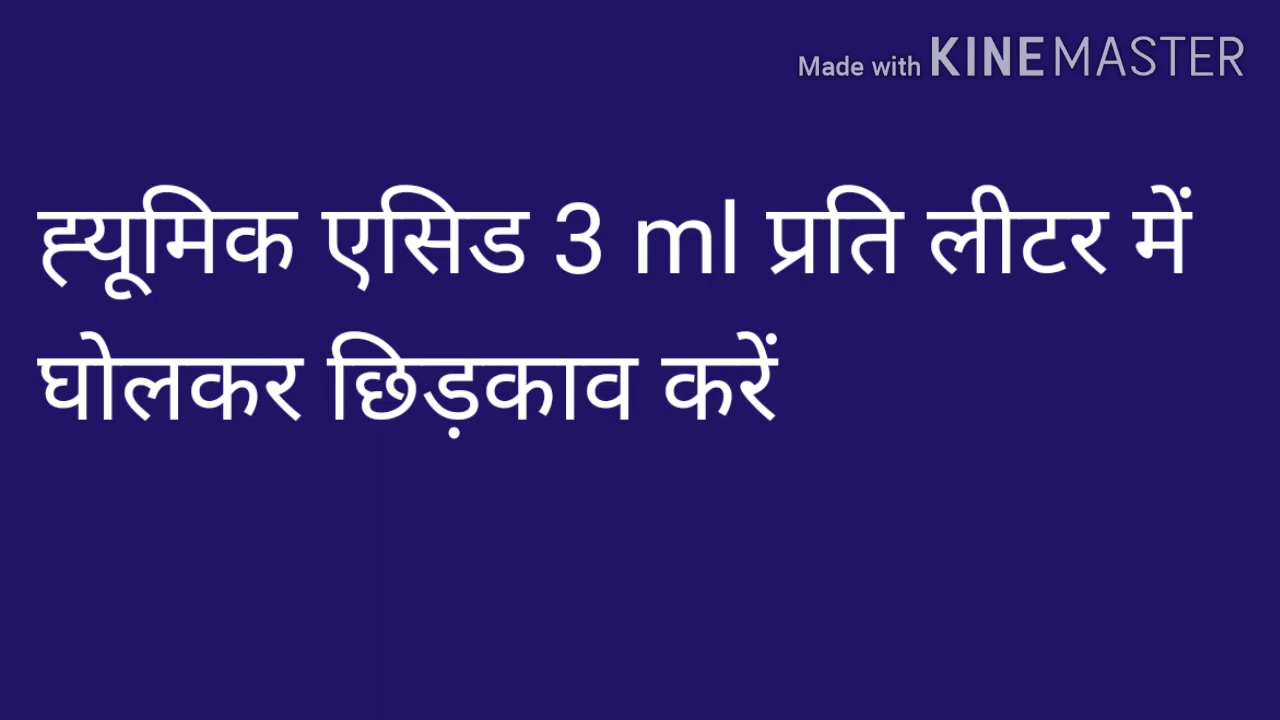 Made with KINEMASTER
ह्यूमिक एसिड 3 ml प्रति लीटर में
घोलकर छिड़काव करें